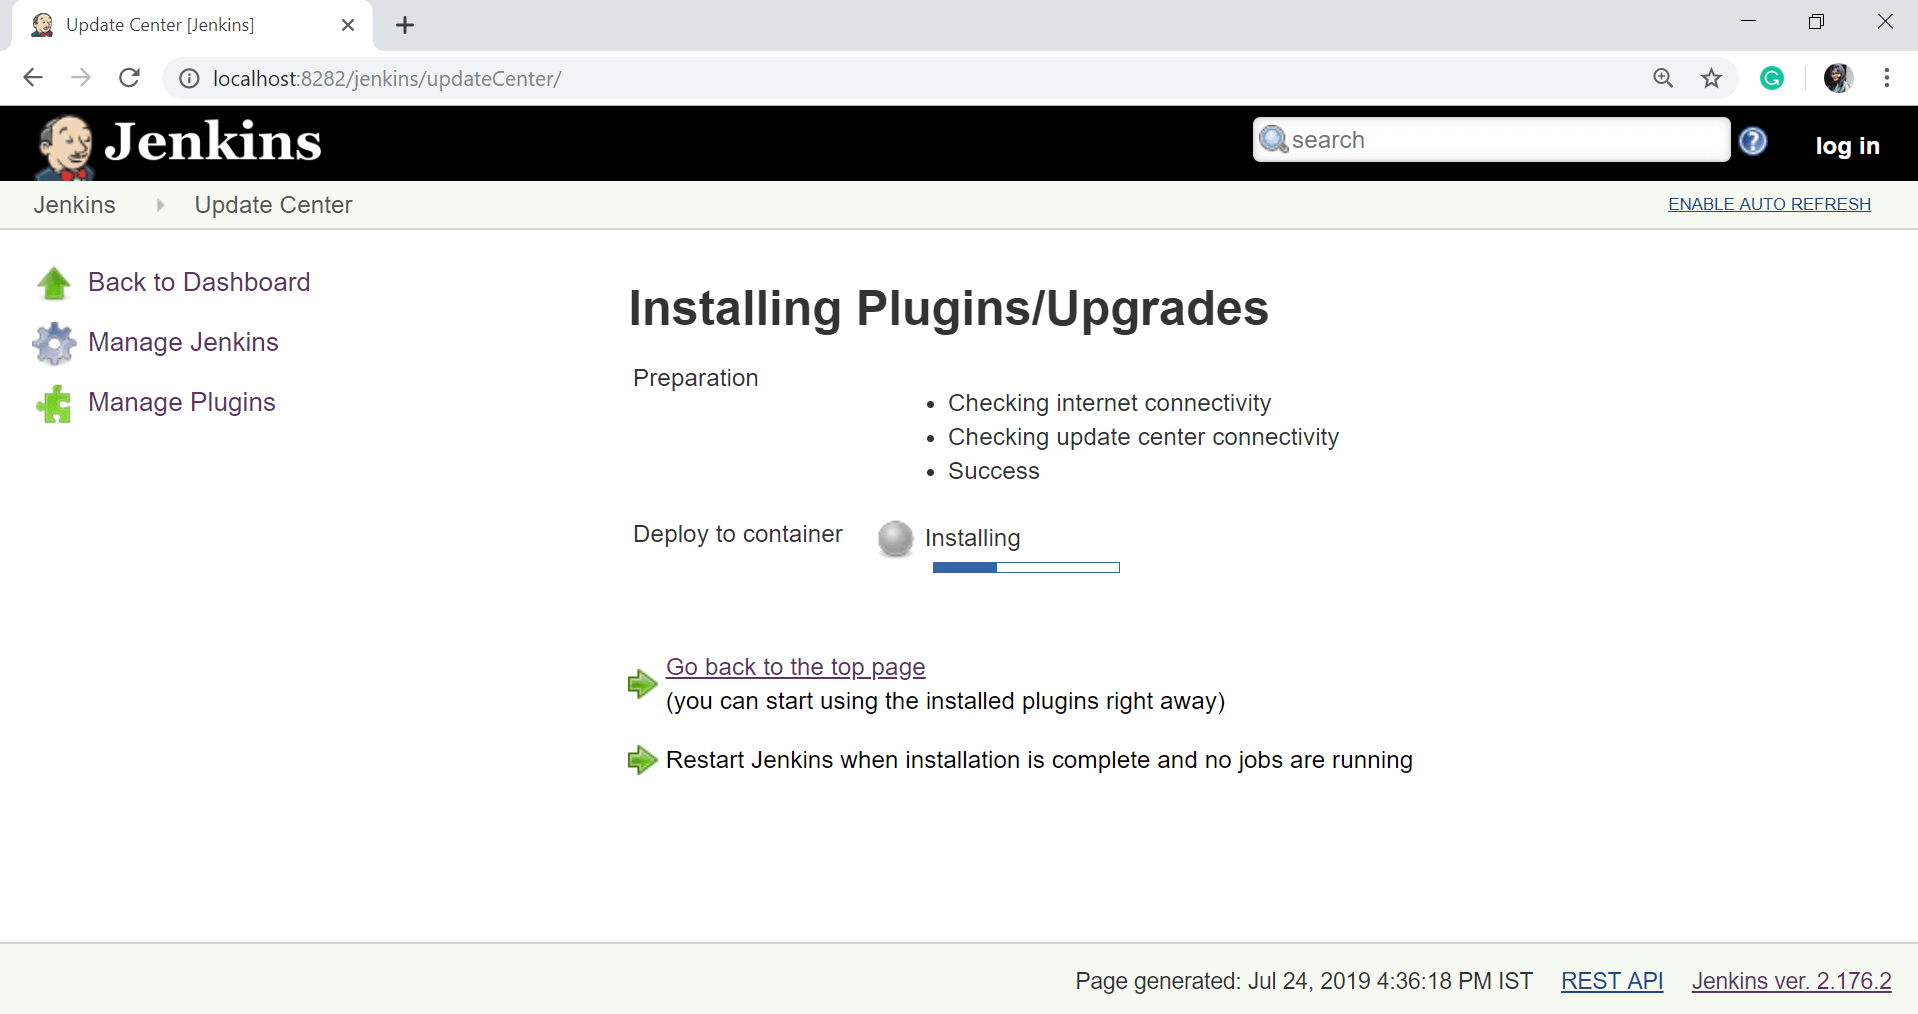 Update Center [Jenkins]
localhost:8282/jenkins/updateCenter/
Jenkins
search
log in
Jenkins
Update Center
ENABLE AUTO REFRESH
Back to Dashboard
Manage Jenkins
Manage Plugins
Installing Plugins/Upgrades
Preparation
• Checking internet connectivity
• Checking update center connectivity
• Success
Deploy to container
Installing
Go back to the top page
(you can start using the installed plugins right away)
Restart Jenkins when installation is complete and no jobs are running
Page generated: Jul 24, 2019 4:36:18 PM IST
REST API
Jenkins ver. 2.176.2